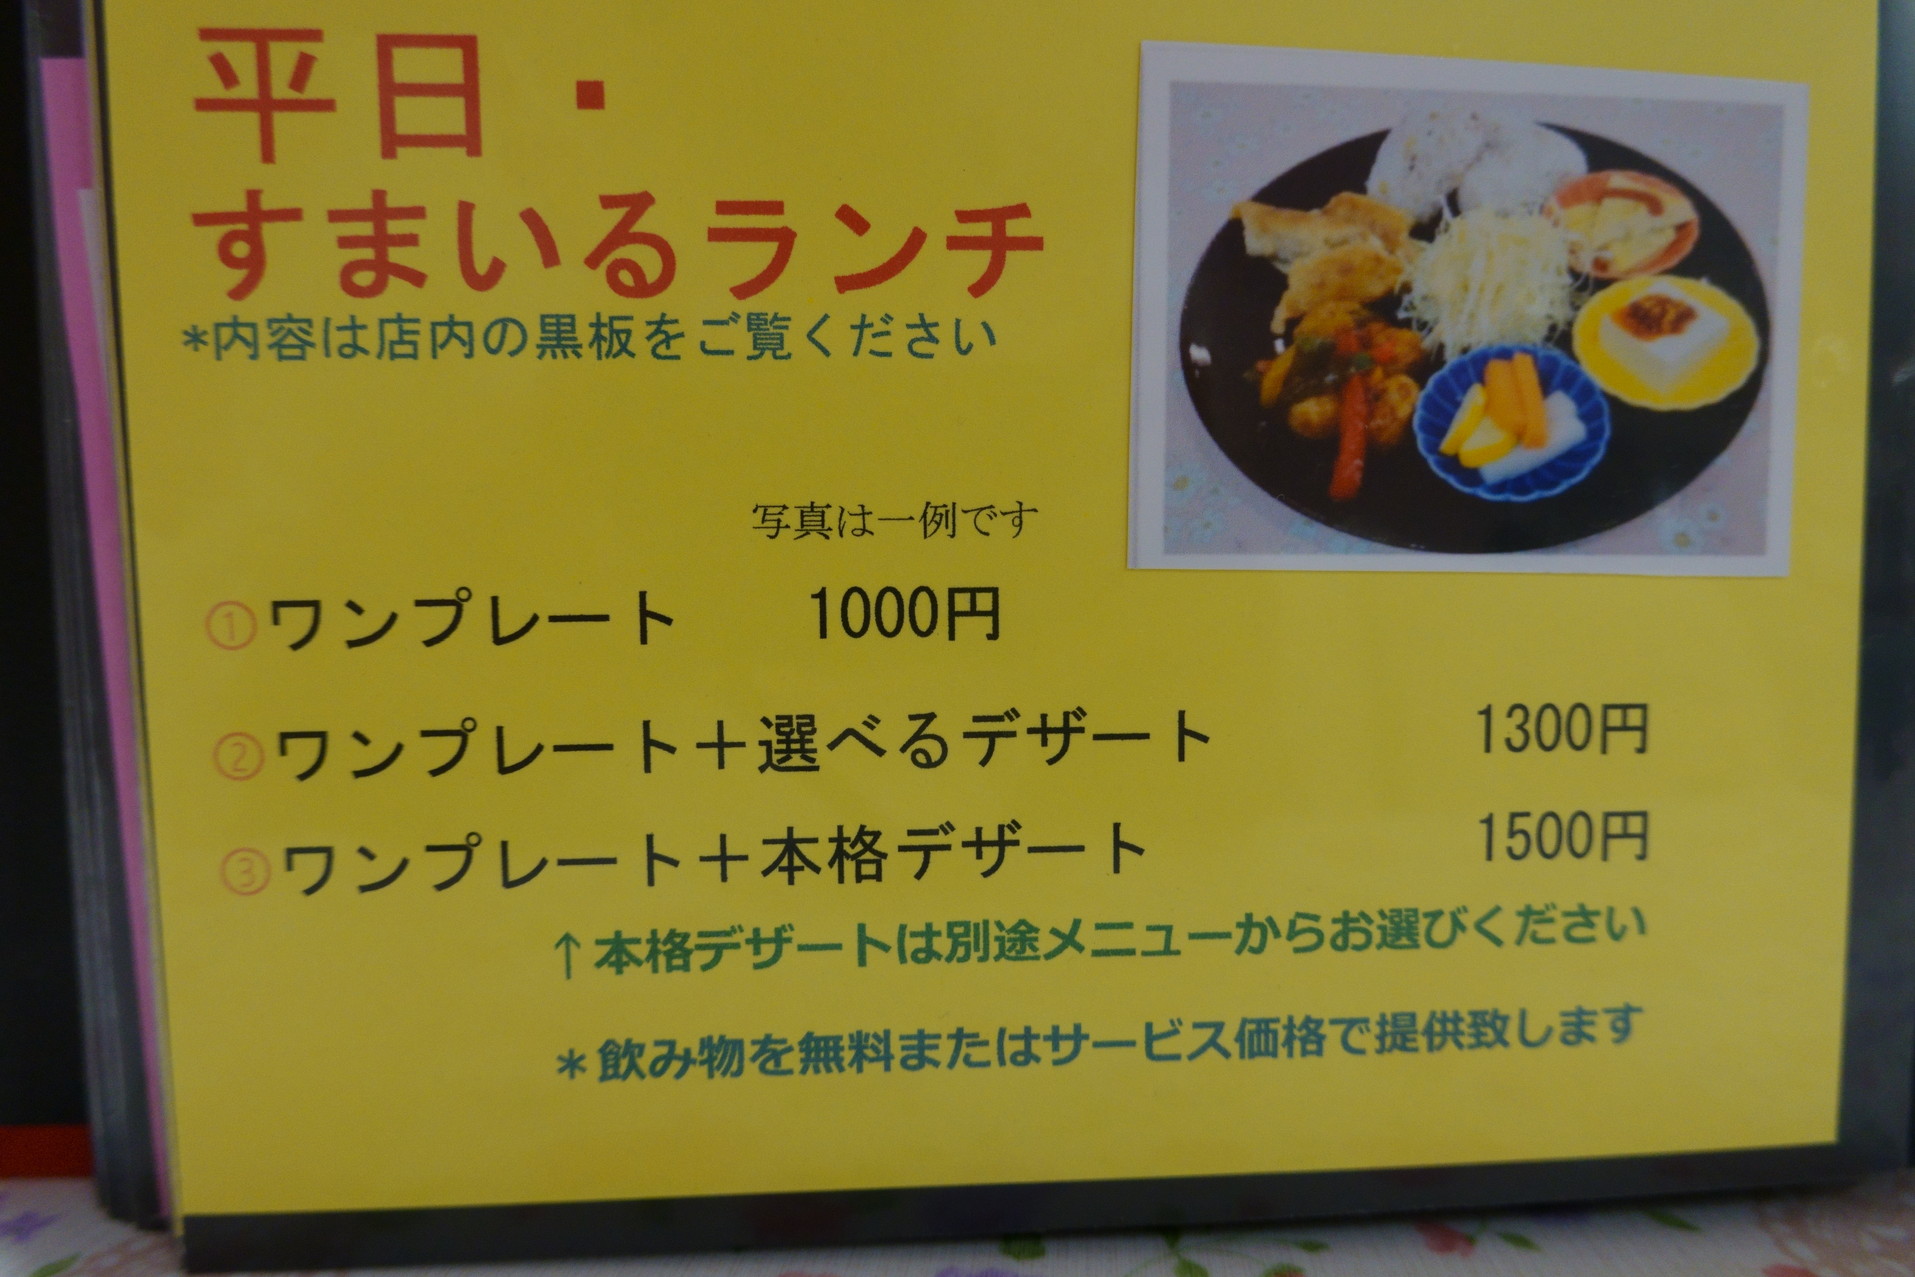 平日・
すまいるランチ
*内容は店内の黒板をご覧ください
写真は一例です
①ワンプレート 1000円
②ワンプレート＋選べるデザート 1300円
③ワンプレート＋本格デザート 1500円
↑本格デザートは別途メニューからお選びください
＊飲み物を無料またはサービス価格で提供致します